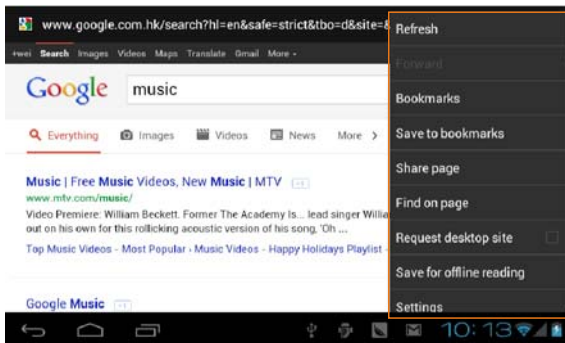 www.google.com.hk/search?hl=en&safe=strict&tbo=d&site=&
+wei Search Images Videos Maps Translate Gmail More
Google music
Everything Images Videos News More >
Music | Free Music Videos, New Music | MTV +1
www.mtv.com/music/
Video Premiere: William Beckett. Former The Academy Is... lead singer Willia
out on his own for this rollicking acoustic version of his song, 'Oh ...
Top Music Videos - Most Popular - Music Videos - Happy Holidays Playlist -
Google Music +1
Refresh
Forward
Bookmarks
Save to bookmarks
Share page
Find on page
Request desktop site
Save for offline reading
Settings
10:13